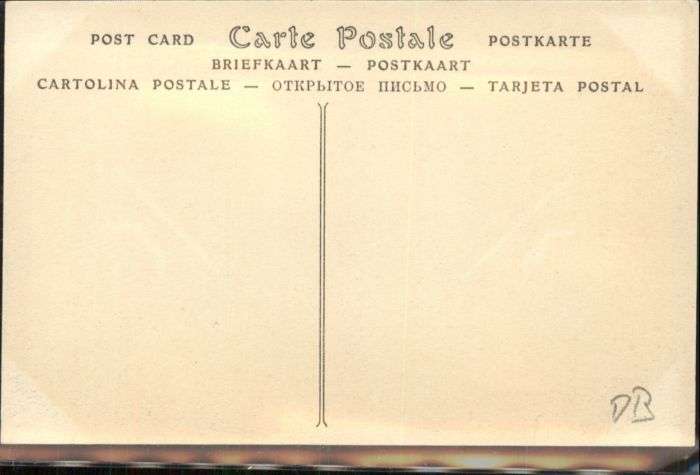 POST CARD Carte Postale POSTKARTE
BRIEFKAART — POSTKAART
CARTOLINA POSTALE — ОТКРЫТОЕ ПИСЬМО — TARJETA POSTAL
DB